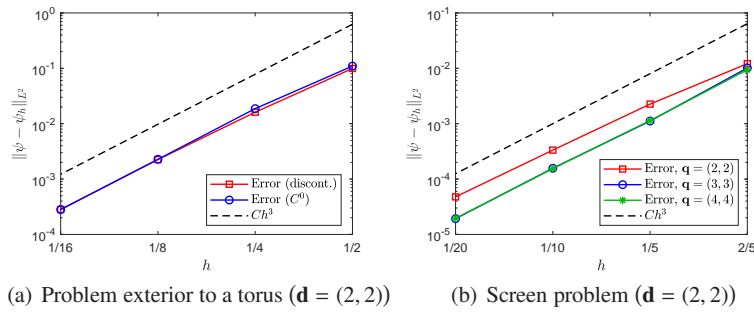 10^0
10^-1
10^-2
10^-3
10^-4
‖ψ − ψ_h‖_{L^2}
Error (discont.)
Error (C^0)
Ch^3
1/16 1/8 1/4 1/2
h
(a) Problem exterior to a torus (d = (2, 2))
10^0
10^-1
10^-2
10^-3
10^-4
10^-5
‖ψ − ψ_h‖_{L^2}
Error, q = (2, 2)
Error, q = (3, 3)
Error, q = (4, 4)
Ch^3
1/20 1/10 1/5 2/5
h
(b) Screen problem (d = (2, 2))